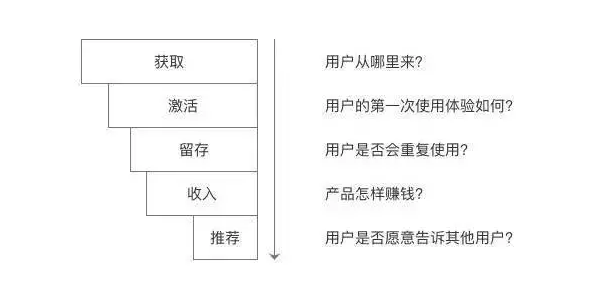 获取
用户从哪里来？
激活
用户的第一次使用体验如何？
留存
用户是否会重复使用？
收入
产品怎样赚钱？
推荐
用户是否愿意告诉其他用户？